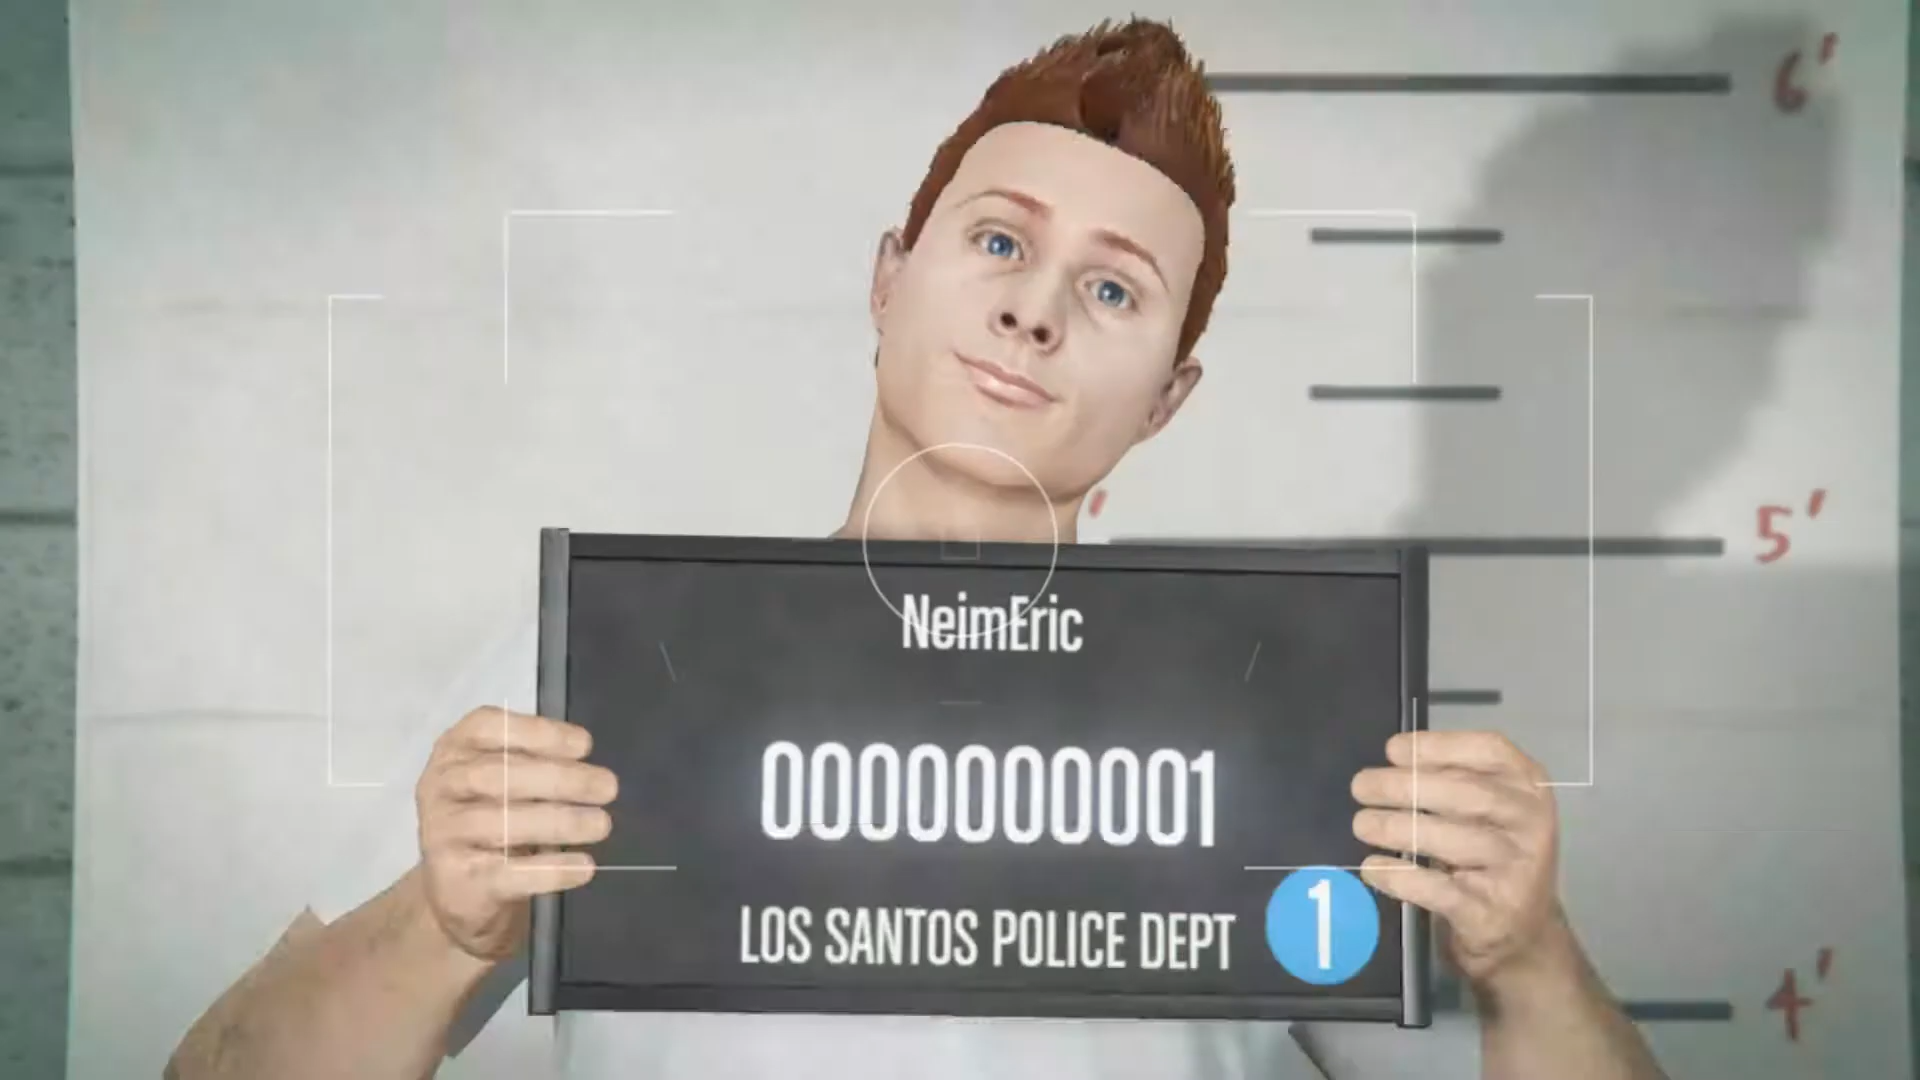 6'
5'
NeimEric
0000000001
LOS SANTOS POLICE DEPT 1
4'